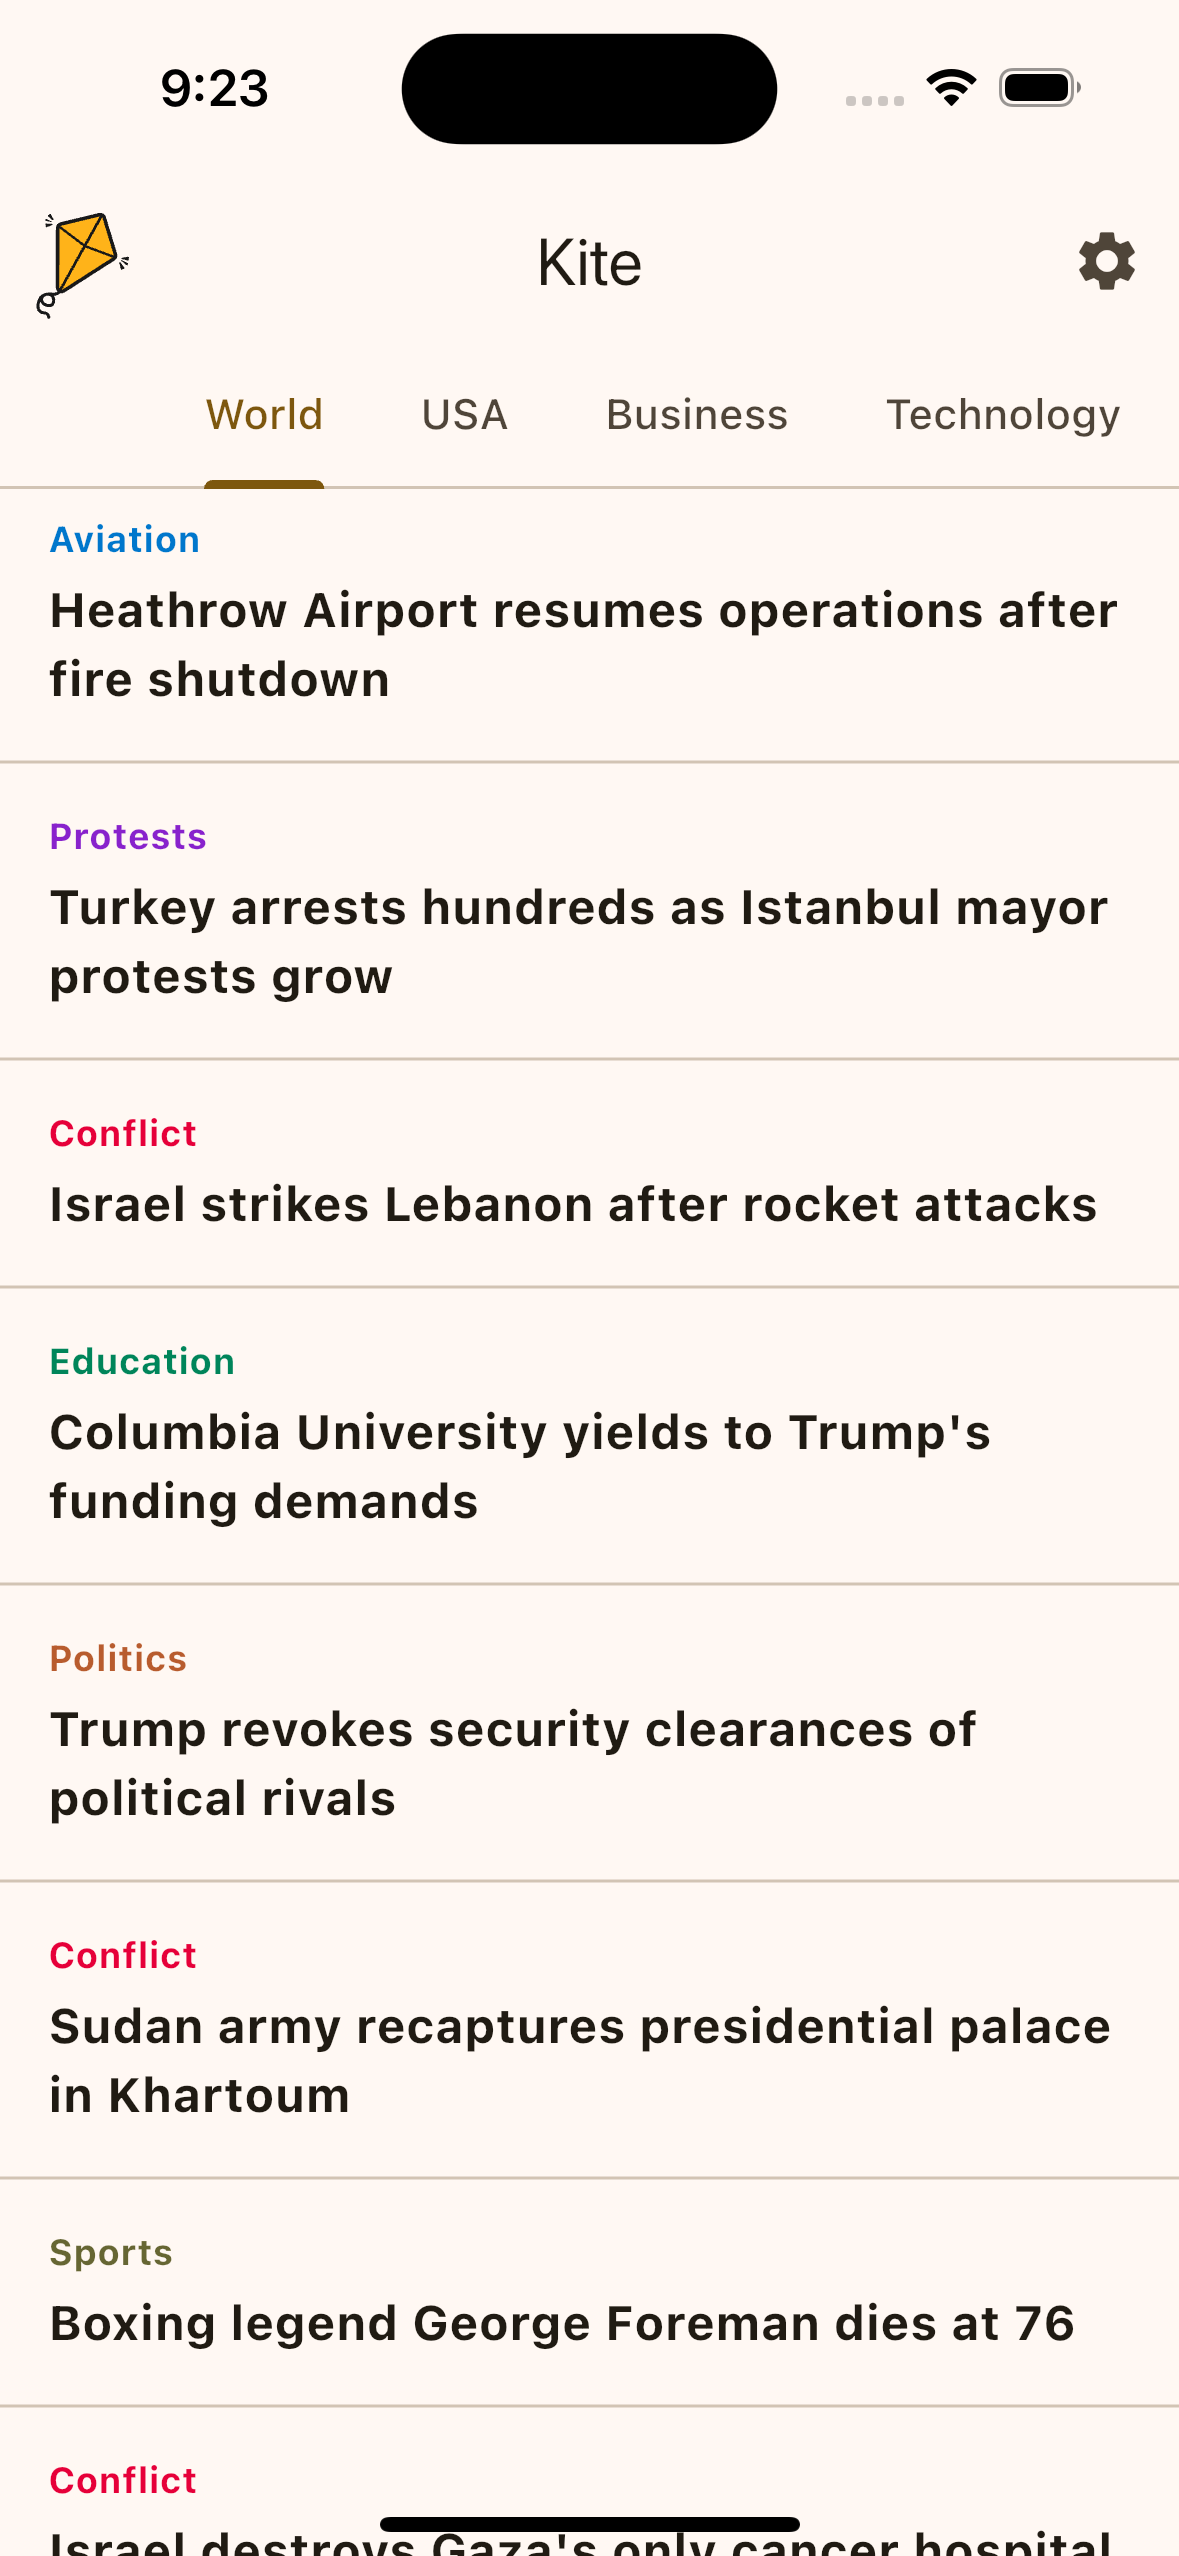 9:23
Kite
World USA Business Technology
Aviation
Heathrow Airport resumes operations after
fire shutdown
Protests
Turkey arrests hundreds as Istanbul mayor
protests grow
Conflict
Israel strikes Lebanon after rocket attacks
Education
Columbia University yields to Trump's
funding demands
Politics
Trump revokes security clearances of
political rivals
Conflict
Sudan army recaptures presidential palace
in Khartoum
Sports
Boxing legend George Foreman dies at 76
Conflict
Israel destroys Gaza's only cancer hospital